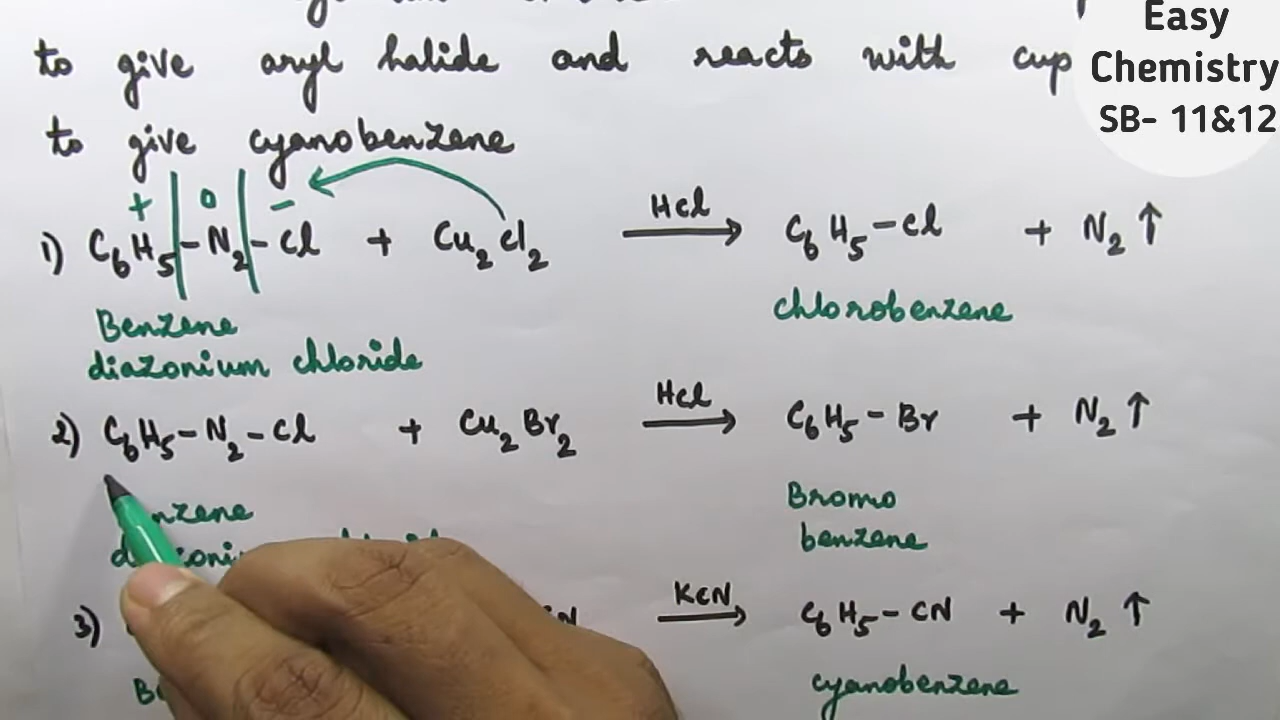 to give aryl halide and reacts with cup
to give cyanobenzene
Easy
Chemistry
SB- 11&12
+ 0 -
1) C6H5-N2-Cl + Cu2Cl2 HCl → C6H5-Cl + N2↑
Benzene
diazonium chloride
chlorobenzene
2) C6H5-N2-Cl + Cu2Br2 HCl → C6H5-Br + N2↑
Bromo
benzene
3) KCN → C6H5-CN + N2↑
cyanobenzene